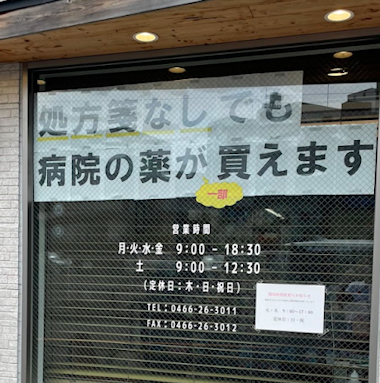 処方箋なしでも
病院の薬が買えます
一部
営業時間
月・火・水・金 9:00 - 18:30
土 9:00 - 12:30
(定休日:木・日・祝日)
TEL:0466-26-3011
FAX:0466-26-3012